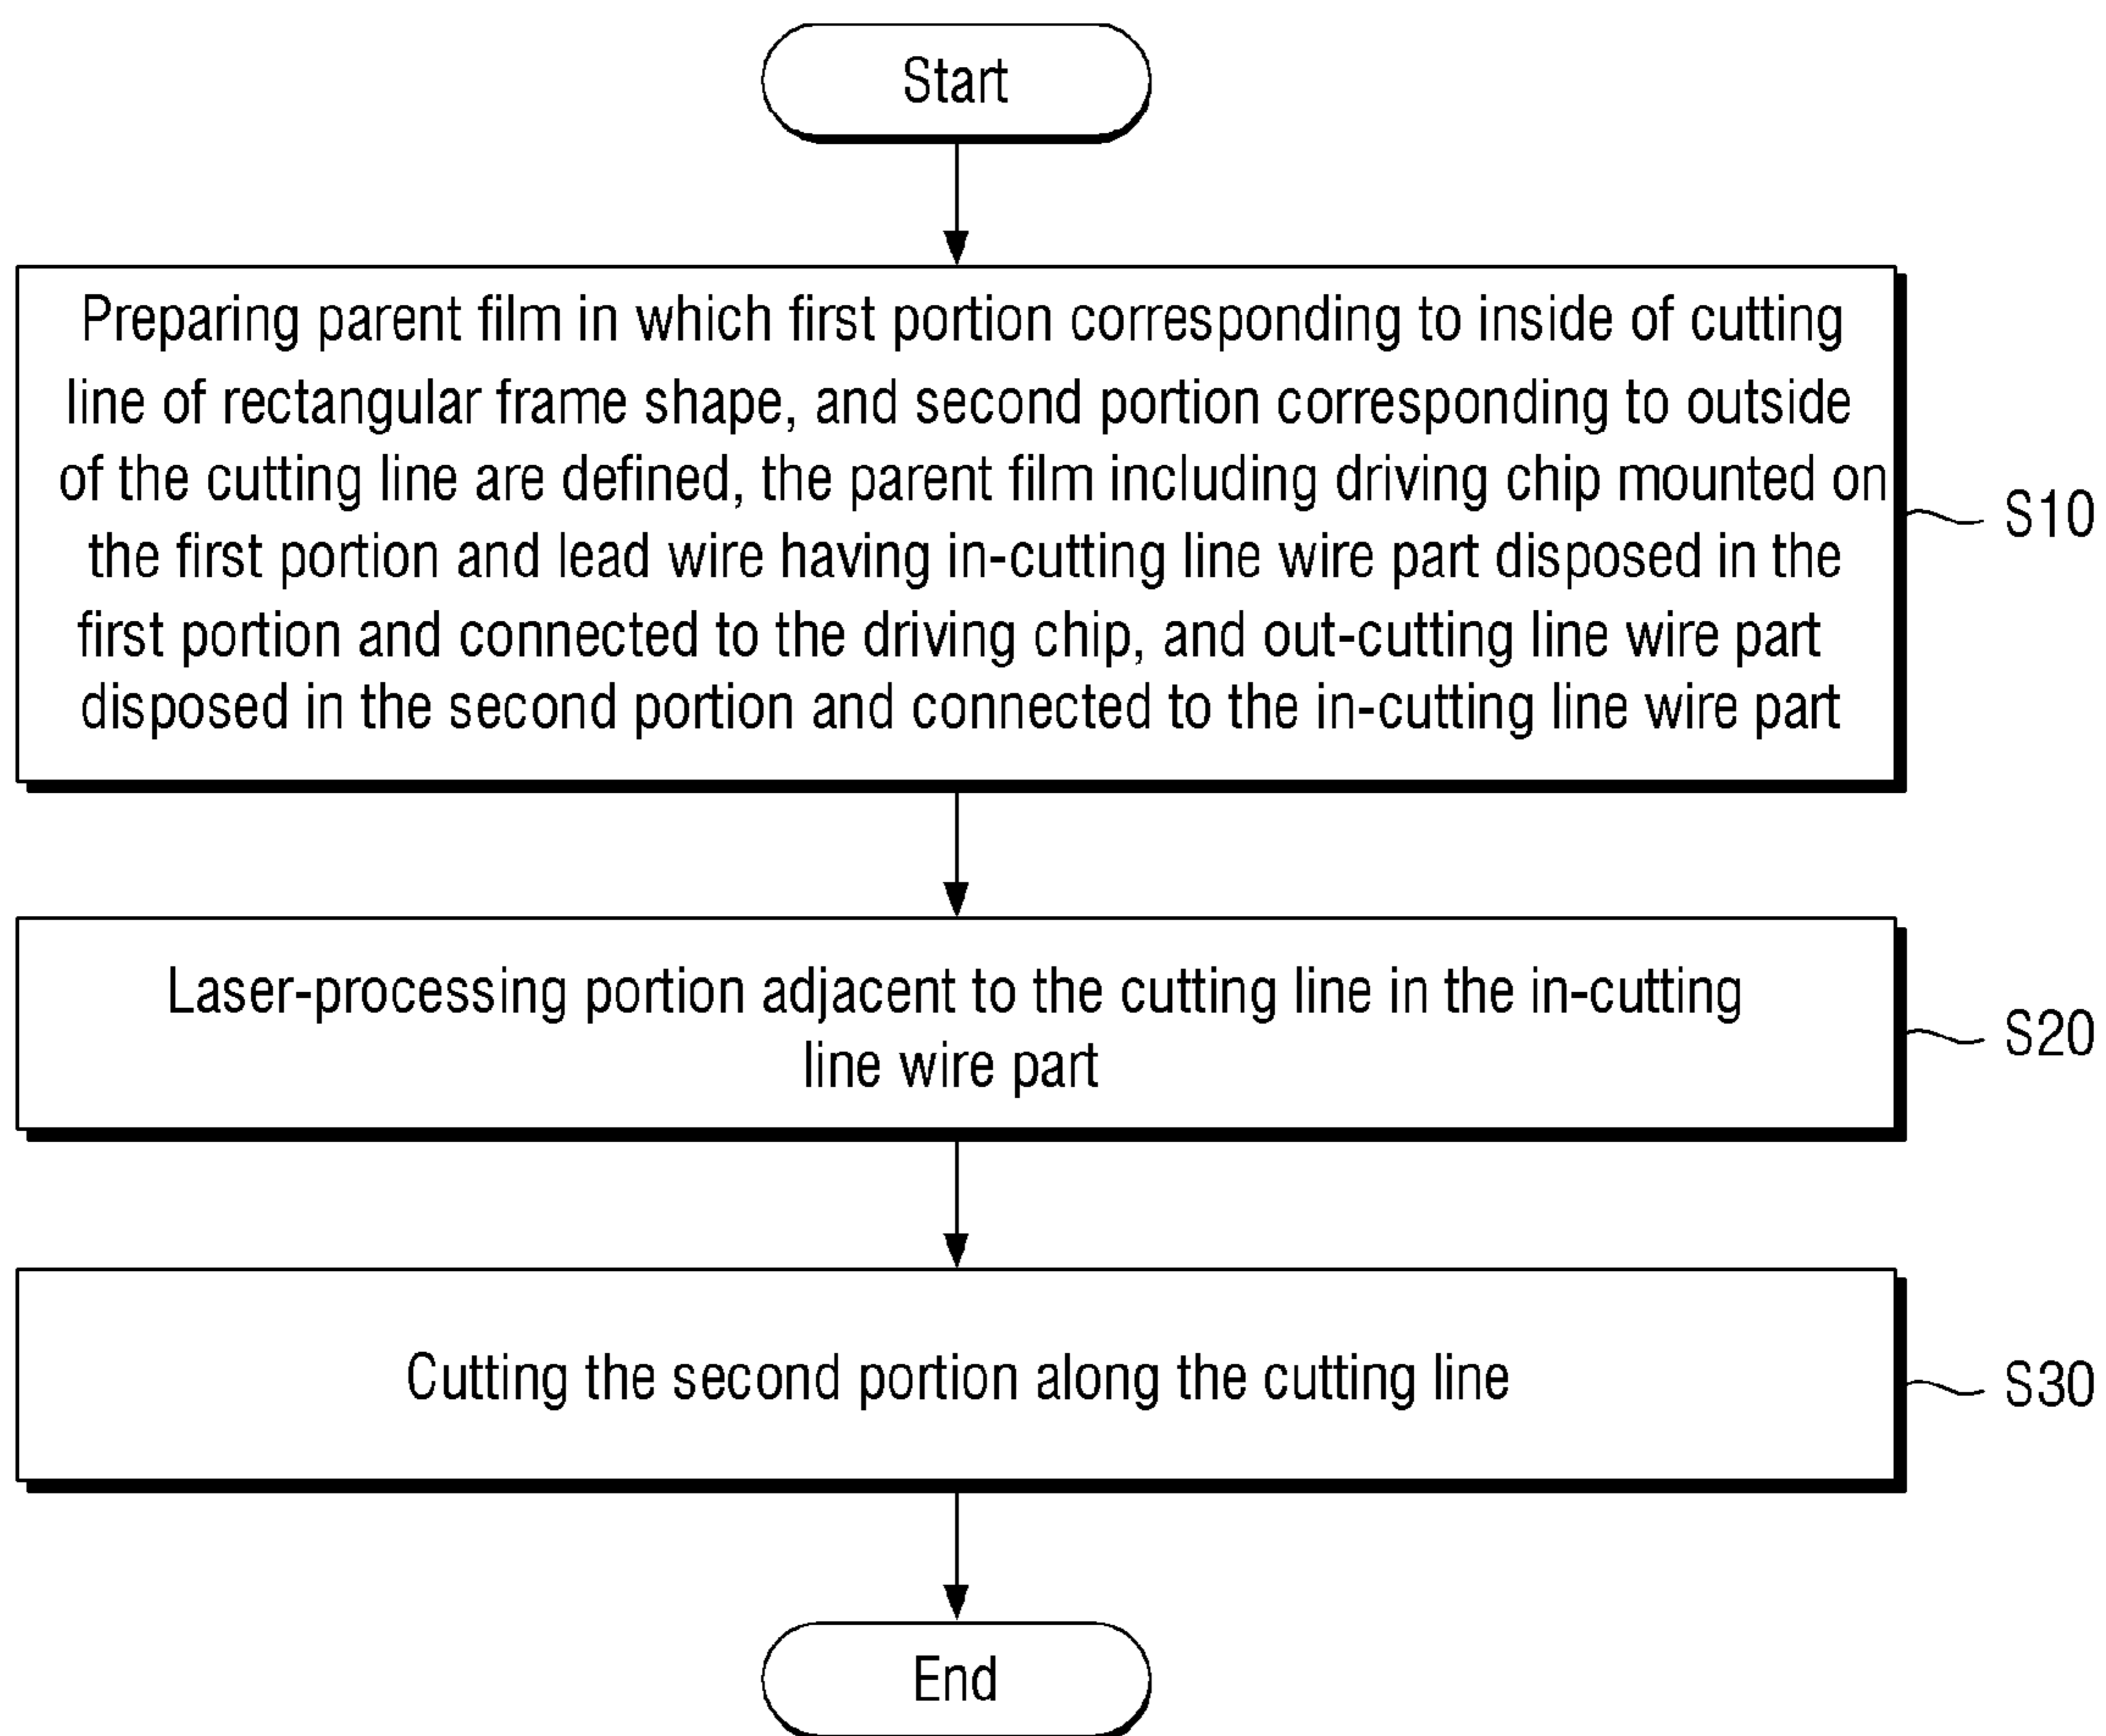 Start
Preparing parent film in which first portion corresponding to inside of cutting
line of rectangular frame shape, and second portion corresponding to outside
of the cutting line are defined, the parent film including driving chip mounted on
the first portion and lead wire having in-cutting line wire part disposed in the
first portion and connected to the driving chip, and out-cutting line wire part
disposed in the second portion and connected to the in-cutting line wire part
S10
Laser-processing portion adjacent to the cutting line in the in-cutting
line wire part
S20
Cutting the second portion along the cutting line
S30
End